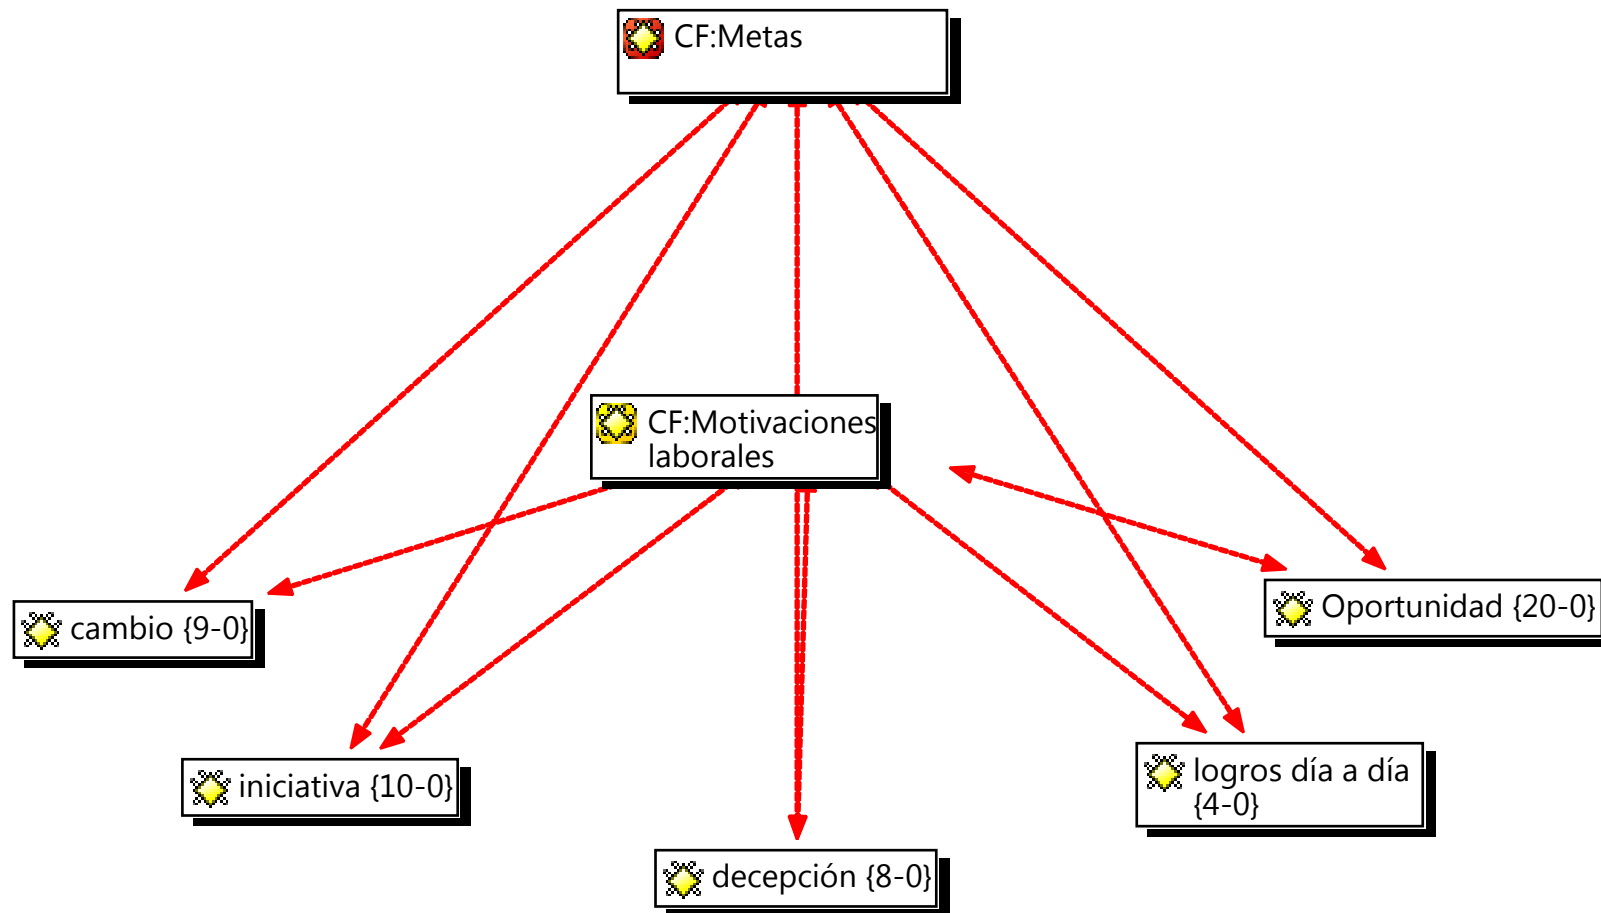 CF:Metas
CF:Motivaciones
laborales
cambio {9-0}
Oportunidad {20-0}
iniciativa {10-0}
logros día a día
{4-0}
decepción {8-0}